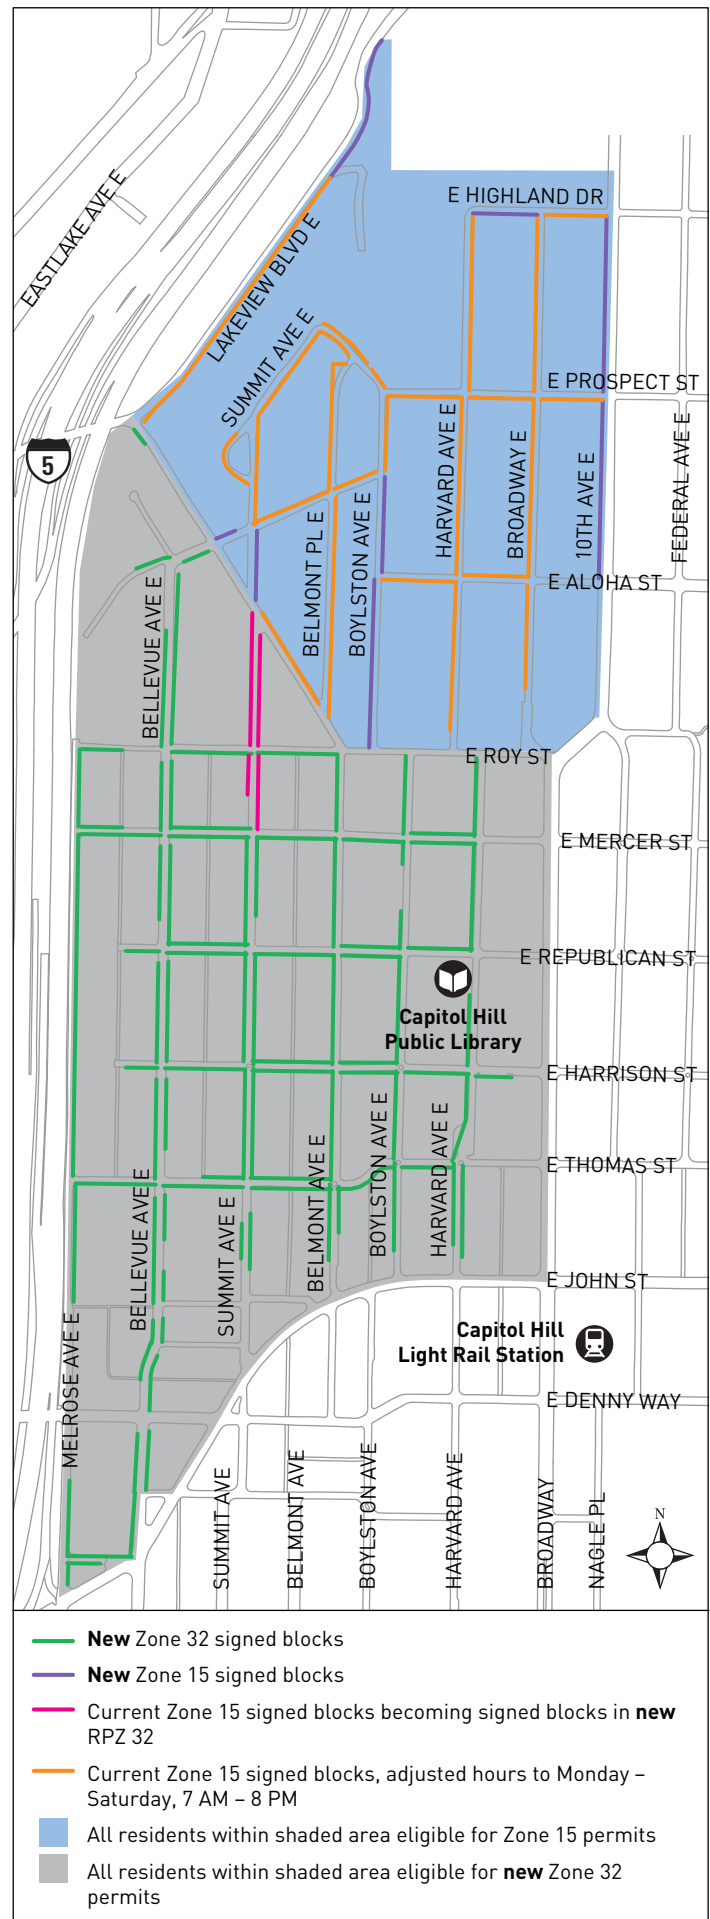 E HIGHLAND DR
EASTLAKE AVE E
LAKEVIEW BLVD E
SUMMIT AVE E
E PROSPECT ST
5
HARVARD AVE E
BROADWAY E
10TH AVE E
FEDERAL AVE E
BELMONT PL E
BOYLSTON AVE E
E ALOHA ST
BELLEVUE AVE E
E ROY ST
E MERCER ST
E REPUBLICAN ST
Capitol Hill
Public Library
E HARRISON ST
BELLEVUE AVE E
SUMMIT AVE E
BELMONT AVE E
BOYLSTON AVE E
HARVARD AVE E
E THOMAS ST
E JOHN ST
MELROSE AVE E
Capitol Hill
Light Rail Station
E DENNY WAY
SUMMIT AVE
BELMONT AVE
BOYLSTON AVE
HARVARD AVE
BROADWAY
NAGLE PL
N
New Zone 32 signed blocks
New Zone 15 signed blocks
Current Zone 15 signed blocks becoming signed blocks in new
RPZ 32
Current Zone 15 signed blocks, adjusted hours to Monday –
Saturday, 7 AM – 8 PM
All residents within shaded area eligible for Zone 15 permits
All residents within shaded area eligible for new Zone 32
permits